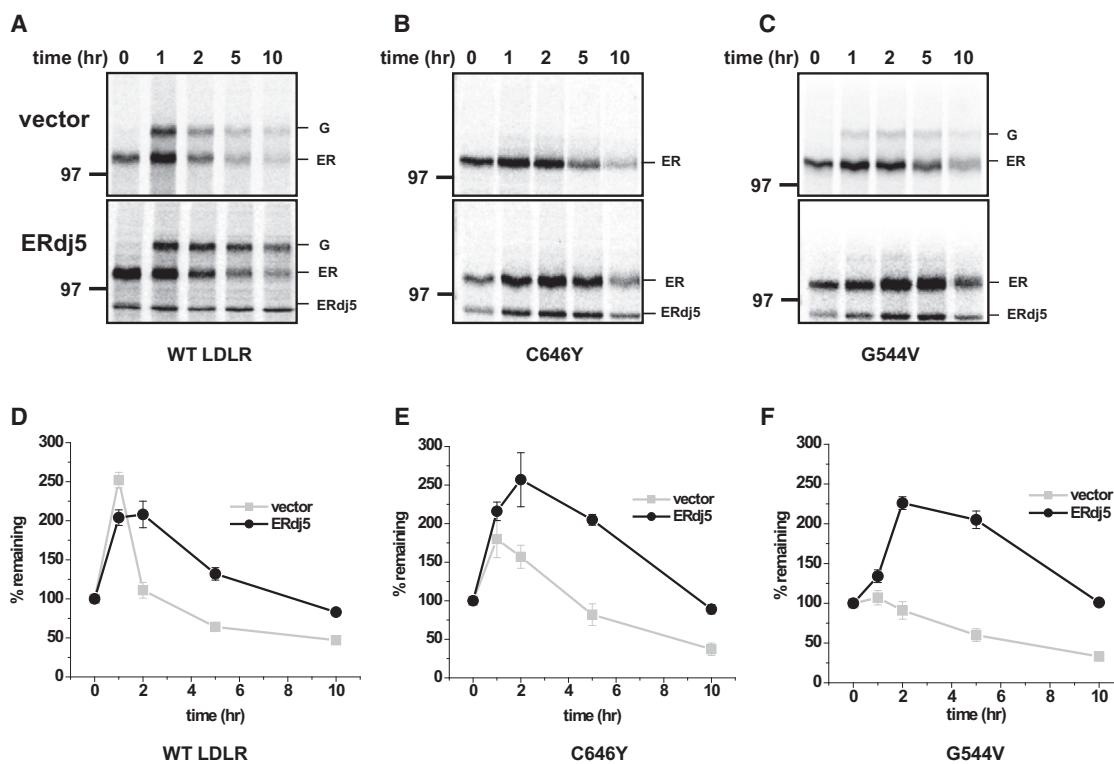 A
time (hr) 0 1 2 5 10
vector
G
ER
97
ERdj5
G
ER
97
ERdj5
WT LDLR
B
time (hr) 0 1 2 5 10
ER
97
ER
97
ERdj5
C646Y
C
time (hr) 0 1 2 5 10
G
ER
97
ER
97
ERdj5
G544V
D
300
250
200
150
100
50
0
% remaining
vector
ERdj5
0 2 4 6 8 10
time (hr)
WT LDLR
E
300
250
200
150
100
50
0
% remaining
vector
ERdj5
0 2 4 6 8 10
time (hr)
C646Y
F
300
250
200
150
100
50
0
% remaining
vector
ERdj5
0 2 4 6 8 10
time (hr)
G544V